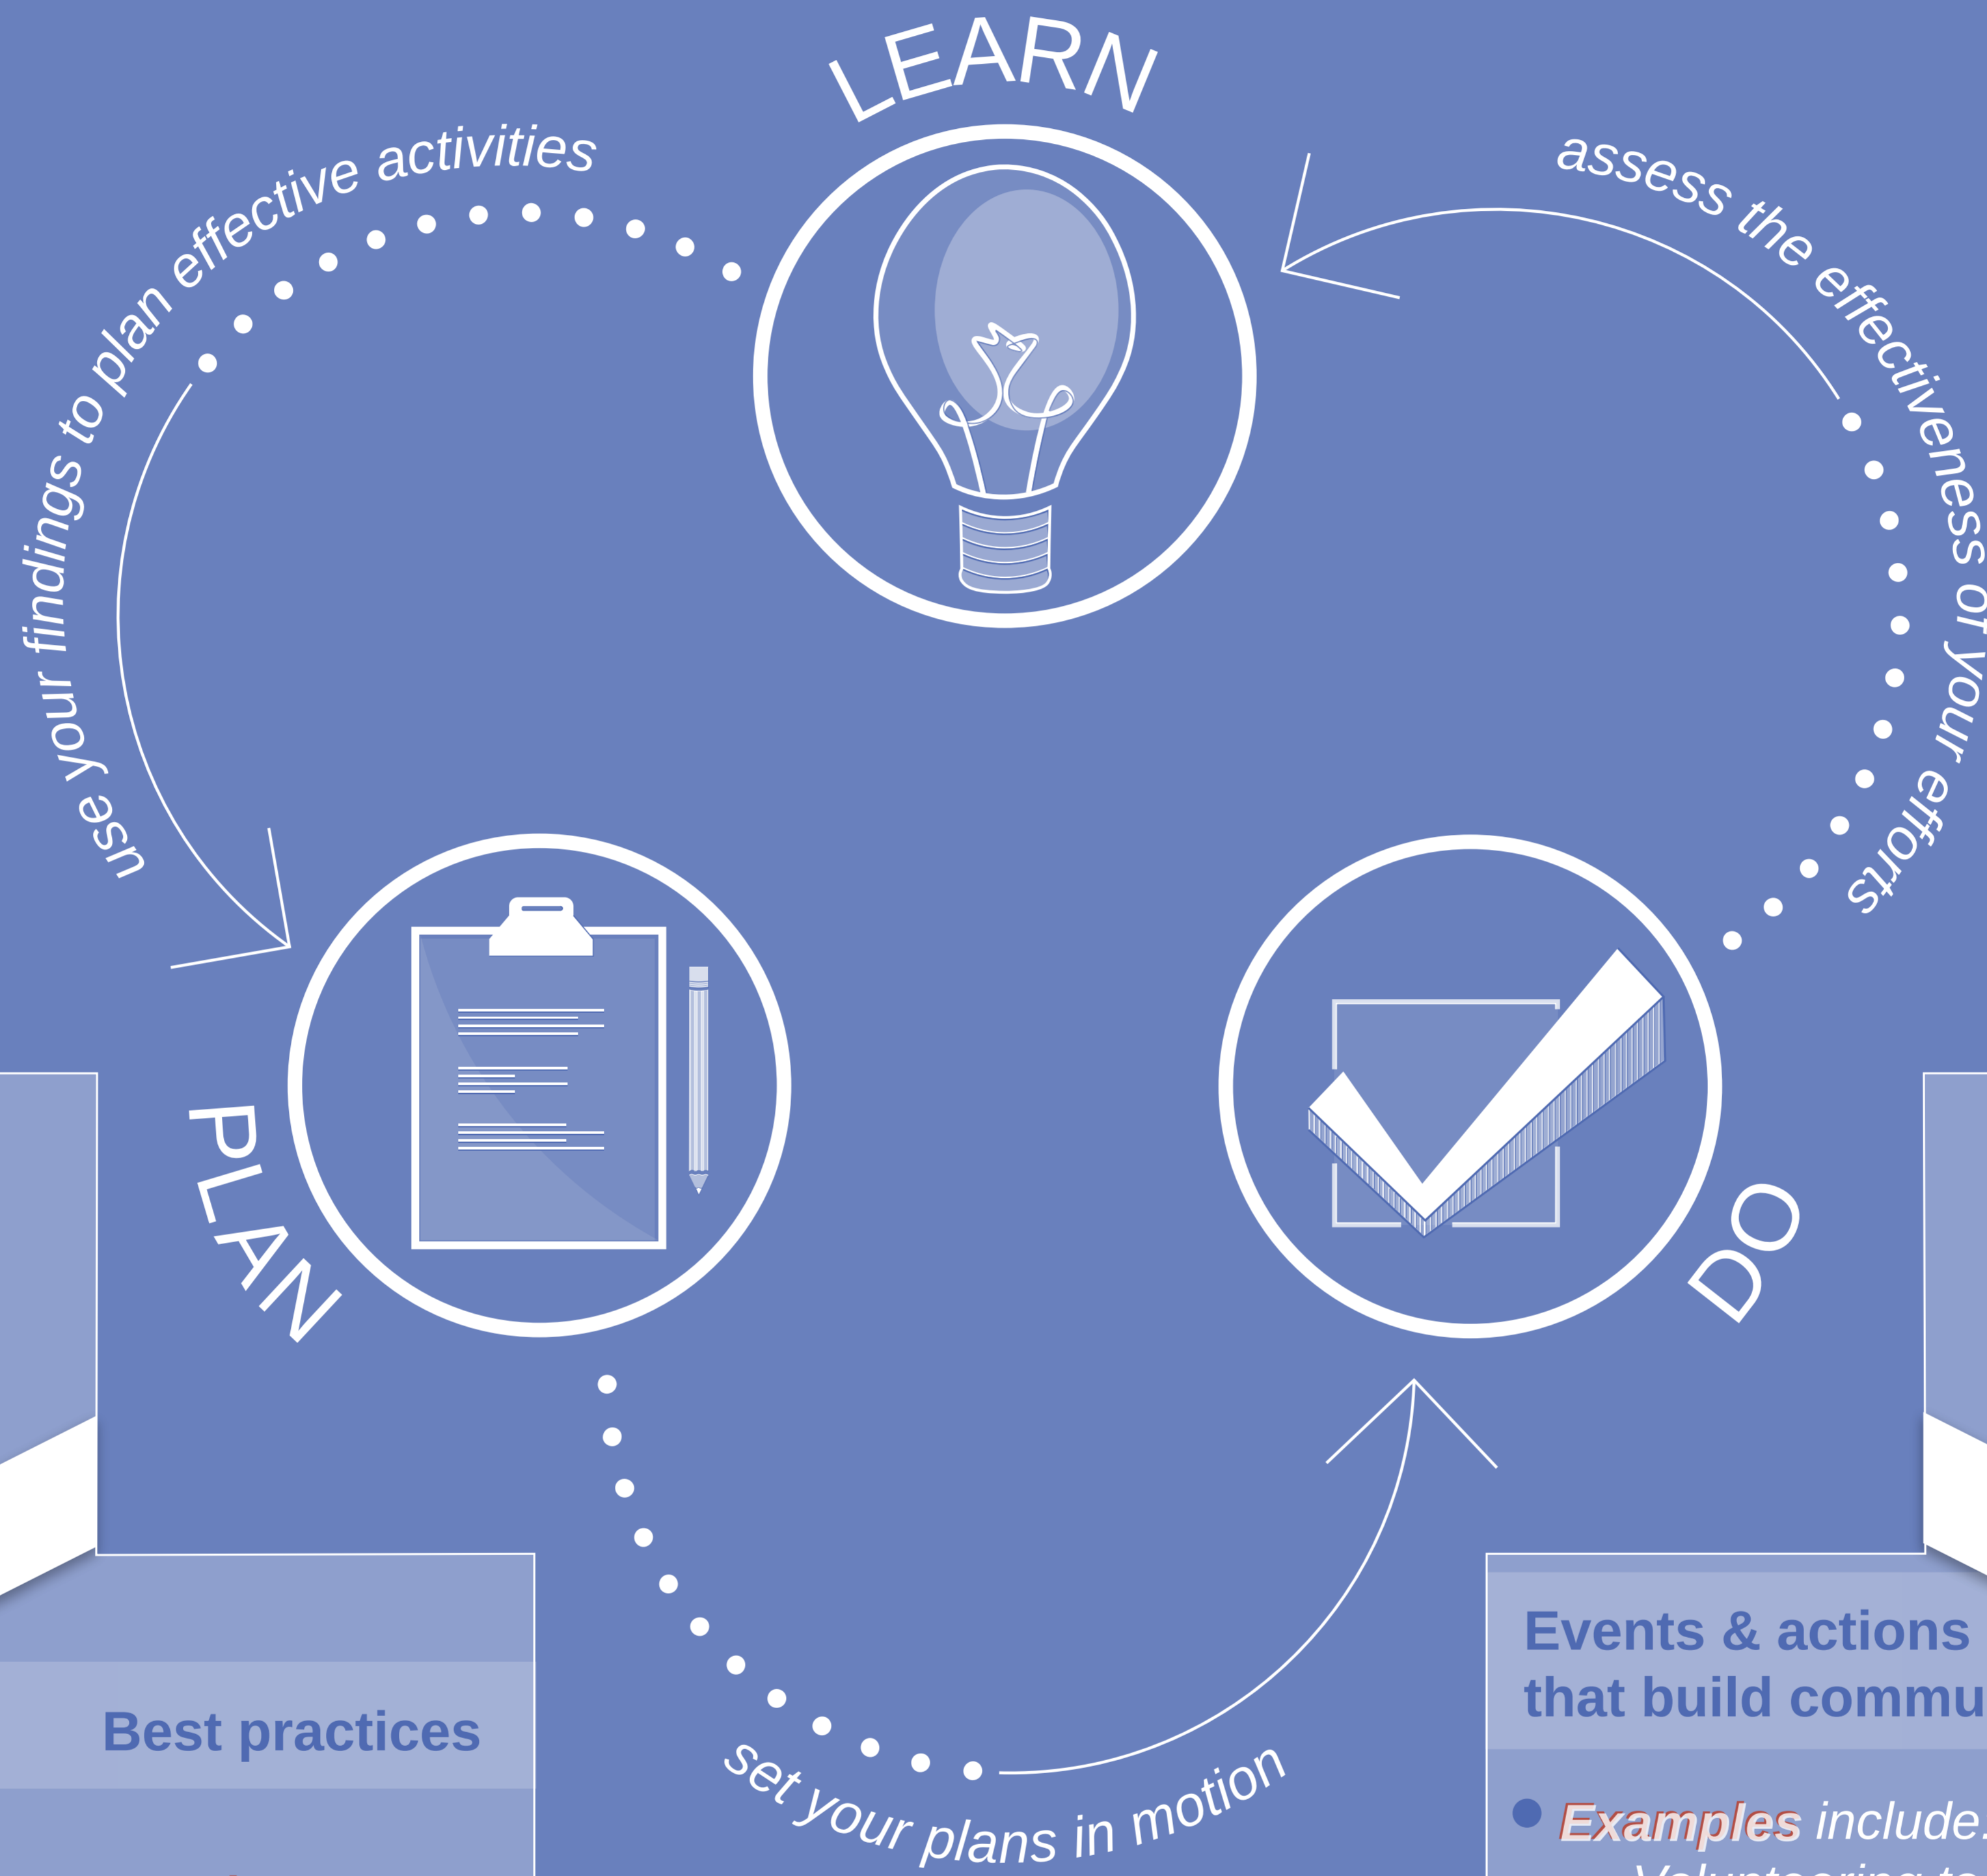 LEARN
use your findings to plan effective activities
assess the effectiveness of your efforts
PLAN
DO
set your plans in motion
Best practices
Events & actions
that build commu
Examples include